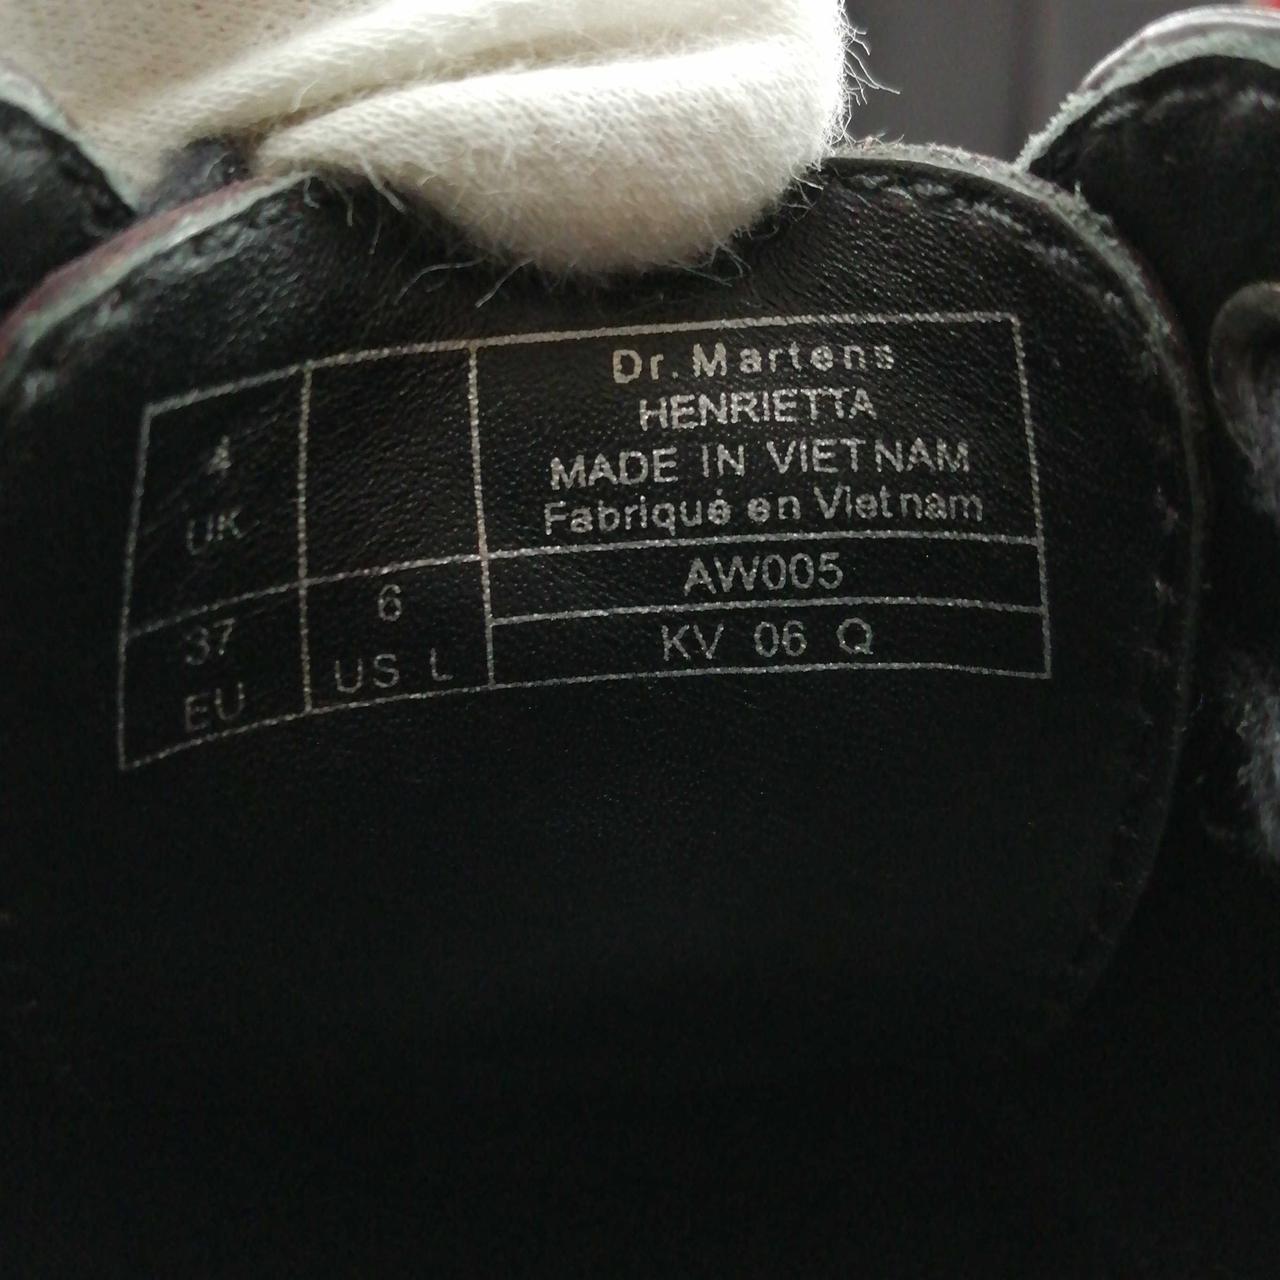 4
UK
37
EU
6
US L
Dr. Martens
HENRIETTA
MADE IN VIETNAM
Fabriqué en Vietnam
AW005
KV 06 Q